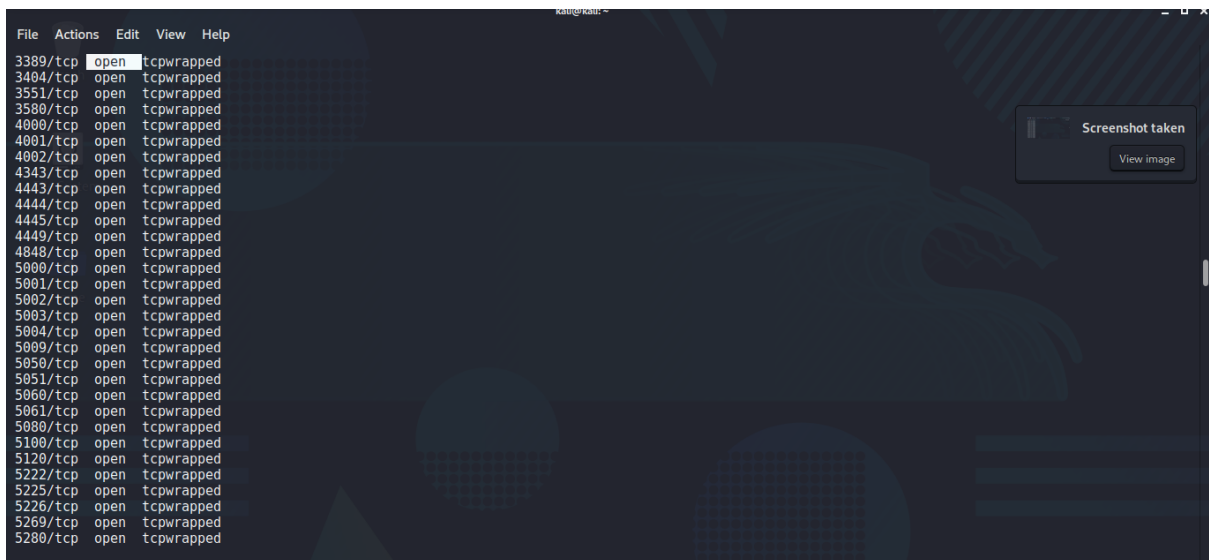 kali@kali: ~
File Actions Edit View Help
3389/tcp open tcpwrapped
3404/tcp open tcpwrapped
3551/tcp open tcpwrapped
3580/tcp open tcpwrapped
4000/tcp open tcpwrapped
4001/tcp open tcpwrapped
4002/tcp open tcpwrapped
4343/tcp open tcpwrapped
4443/tcp open tcpwrapped
4444/tcp open tcpwrapped
4445/tcp open tcpwrapped
4449/tcp open tcpwrapped
4848/tcp open tcpwrapped
5000/tcp open tcpwrapped
5001/tcp open tcpwrapped
5002/tcp open tcpwrapped
5003/tcp open tcpwrapped
5004/tcp open tcpwrapped
5009/tcp open tcpwrapped
5050/tcp open tcpwrapped
5051/tcp open tcpwrapped
5060/tcp open tcpwrapped
5061/tcp open tcpwrapped
5080/tcp open tcpwrapped
5100/tcp open tcpwrapped
5120/tcp open tcpwrapped
5222/tcp open tcpwrapped
5225/tcp open tcpwrapped
5226/tcp open tcpwrapped
5269/tcp open tcpwrapped
5280/tcp open tcpwrapped
Screenshot taken
View image